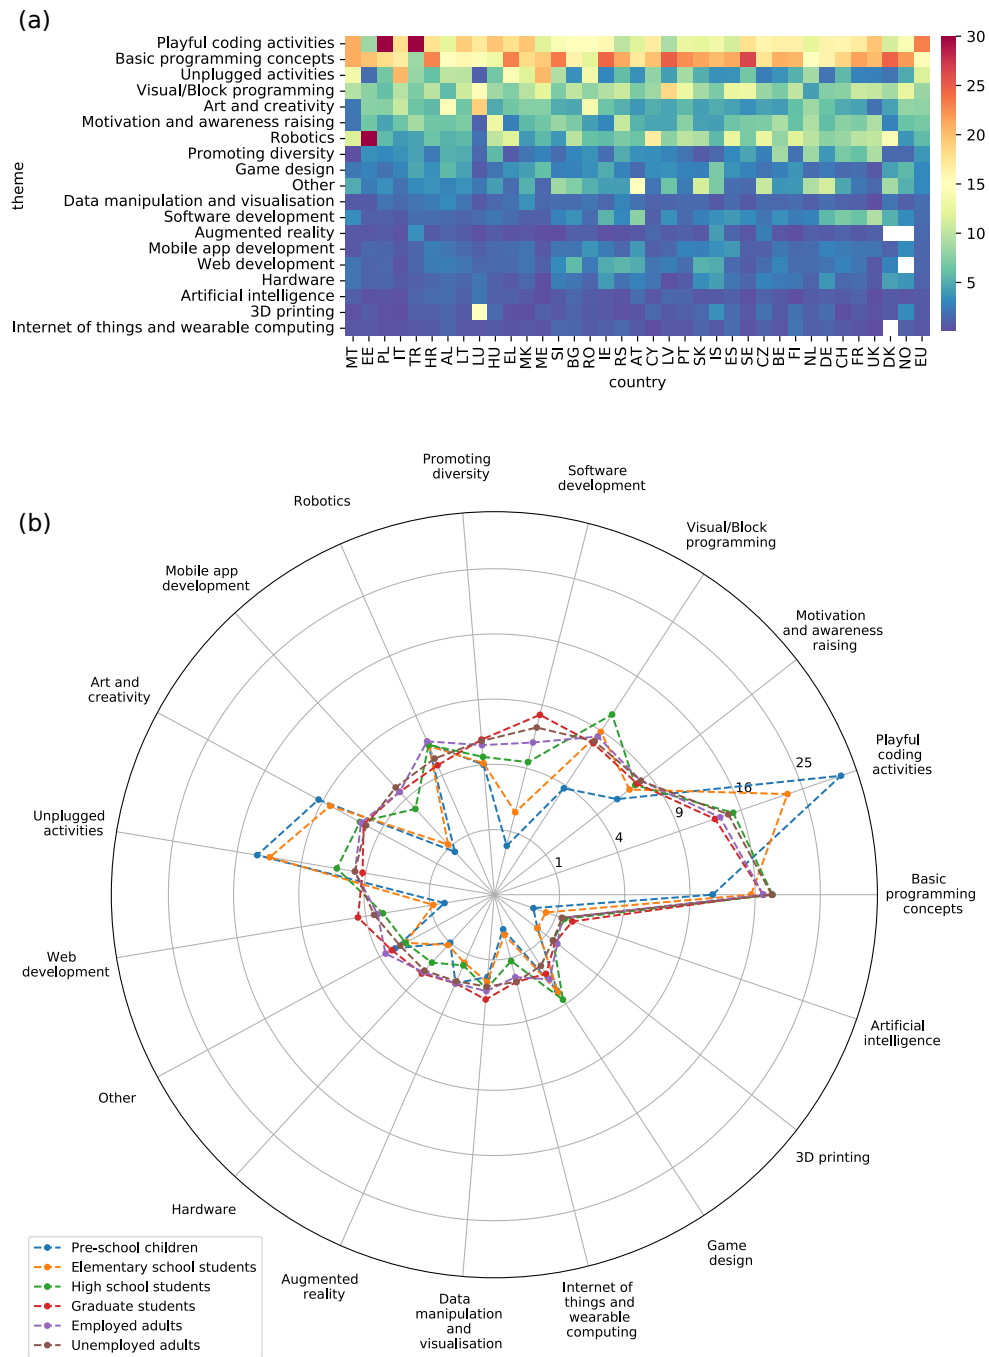 (a)
Playful coding activities
Basic programming concepts
Unplugged activities
Visual/Block programming
Art and creativity
Motivation and awareness raising
Robotics
Promoting diversity
Game design
Other
Data manipulation and visualisation
Software development
Augmented reality
Mobile app development
Web development
Hardware
Artificial intelligence
3D printing
Internet of things and wearable computing
theme
MT EE PL IT TR HR AL LT LU HU EL MK ME SI BG RO IE RS AT CY LV PT SK IS ES SE CZ BE FI NL DE CH FR UK DK NO EU
country
30
25
20
15
10
5
(b)
Promoting
diversity
Software
development
Robotics
Visual/Block
programming
Mobile app
development
Motivation
and awareness
raising
Art and
creativity
Playful
coding
activities
25
16
9
4
1
Unplugged
activities
Basic
programming
concepts
Web
development
Artificial
intelligence
Other
3D printing
Hardware
Game
design
Augmented
reality
Data
manipulation
and
visualisation
Internet of
things and
wearable
computing
Pre-school children
Elementary school students
High school students
Graduate students
Employed adults
Unemployed adults